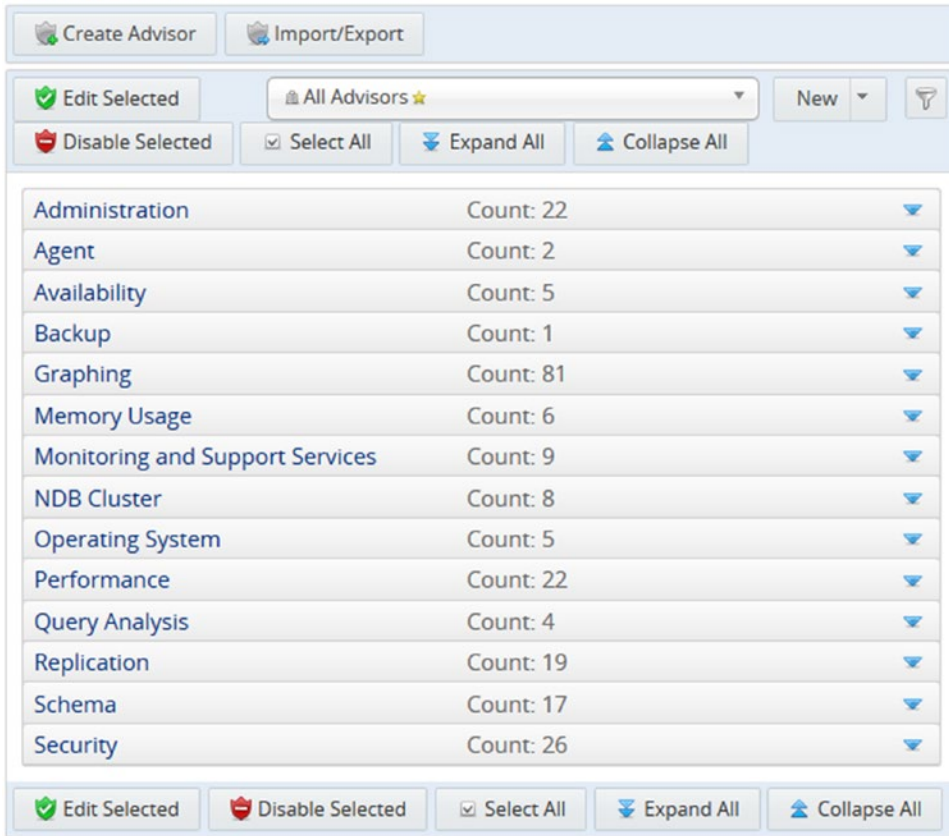 Create Advisor Import/Export
Edit Selected All Advisors New
Disable Selected Select All Expand All Collapse All
Administration Count: 22
Agent Count: 2
Availability Count: 5
Backup Count: 1
Graphing Count: 81
Memory Usage Count: 6
Monitoring and Support Services Count: 9
NDB Cluster Count: 8
Operating System Count: 5
Performance Count: 22
Query Analysis Count: 4
Replication Count: 19
Schema Count: 17
Security Count: 26
Edit Selected Disable Selected Select All Expand All Collapse All